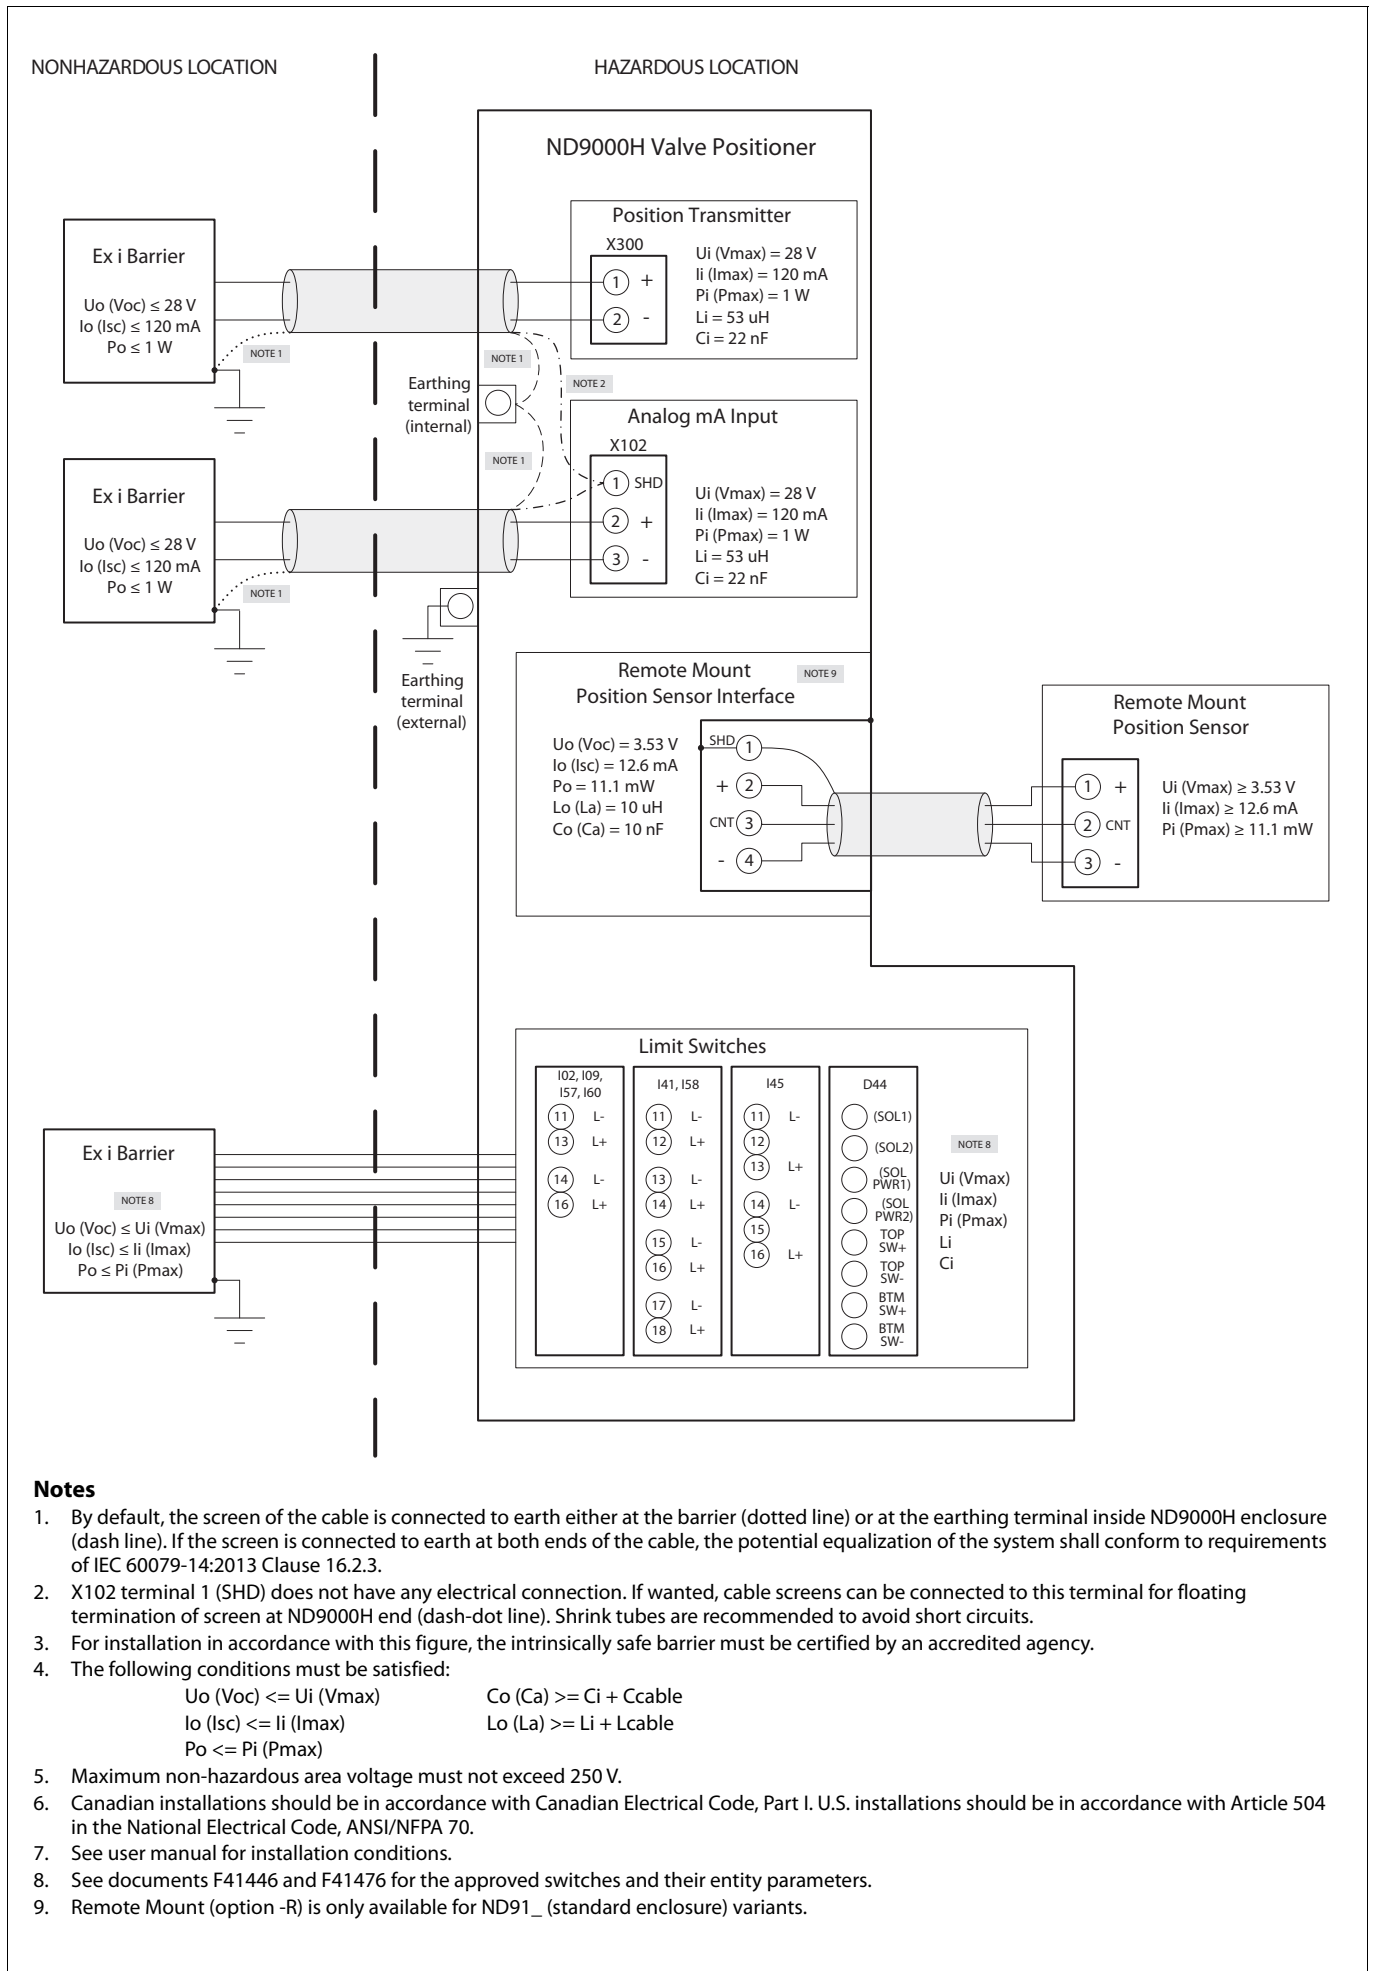 NONHAZARDOUS LOCATION
HAZARDOUS LOCATION
ND9000H Valve Positioner
Ex i Barrier
Uo (Voc) ≤ 28 V
Io (Isc) ≤ 120 mA
Po ≤ 1 W
NOTE 1
Position Transmitter
X300
1 +
2 -
Ui (Vmax) = 28 V
Ii (Imax) = 120 mA
Pi (Pmax) = 1 W
Li = 53 uH
Ci = 22 nF
NOTE 1
NOTE 2
Earthing
terminal
(internal)
NOTE 1
Ex i Barrier
Uo (Voc) ≤ 28 V
Io (Isc) ≤ 120 mA
Po ≤ 1 W
NOTE 1
Analog mA Input
X102
1 SHD
2 +
3 -
Ui (Vmax) = 28 V
Ii (Imax) = 120 mA
Pi (Pmax) = 1 W
Li = 53 uH
Ci = 22 nF
Earthing
terminal
(external)
Remote Mount
Position Sensor Interface
NOTE 9
Uo (Voc) = 3.53 V
Io (Isc) = 12.6 mA
Po = 11.1 mW
Lo (La) = 10 uH
Co (Ca) = 10 nF
SHD 1
+ 2
CNT 3
- 4
Remote Mount
Position Sensor
1 +
2 CNT
3 -
Ui (Vmax) ≥ 3.53 V
Ii (Imax) ≥ 12.6 mA
Pi (Pmax) ≥ 11.1 mW
Ex i Barrier
NOTE 8
Uo (Voc) ≤ Ui (Vmax)
Io (Isc) ≤ Ii (Imax)
Po ≤ Pi (Pmax)
Limit Switches
I02, I09,
I57, I60
11 L-
13 L+
14 L-
16 L+
I41, I58
11 L-
12 L+
13 L-
14 L+
15 L-
16 L+
17 L-
18 L+
I45
11 L-
12
13 L+
14 L-
15
16 L+
D44
(SOL1)
(SOL2)
(SOL
PWR1)
(SOL
PWR2)
TOP
SW+
TOP
SW-
BTM
SW+
BTM
SW-
NOTE 8
Ui (Vmax)
Ii (Imax)
Pi (Pmax)
Li
Ci
Notes
1. By default, the screen of the cable is connected to earth either at the barrier (dotted line) or at the earthing terminal inside ND9000H enclosure
(dash line). If the screen is connected to earth at both ends of the cable, the potential equalization of the system shall conform to requirements
of IEC 60079-14:2013 Clause 16.2.3.
2. X102 terminal 1 (SHD) does not have any electrical connection. If wanted, cable screens can be connected to this terminal for floating
termination of screen at ND9000H end (dash-dot line). Shrink tubes are recommended to avoid short circuits.
3. For installation in accordance with this figure, the intrinsically safe barrier must be certified by an accredited agency.
4. The following conditions must be satisfied:
Uo (Voc) <= Ui (Vmax) Co (Ca) >= Ci + Ccable
Io (Isc) <= Ii (Imax) Lo (La) >= Li + Lcable
Po <= Pi (Pmax)
5. Maximum non-hazardous area voltage must not exceed 250 V.
6. Canadian installations should be in accordance with Canadian Electrical Code, Part I. U.S. installations should be in accordance with Article 504
in the National Electrical Code, ANSI/NFPA 70.
7. See user manual for installation conditions.
8. See documents F41446 and F41476 for the approved switches and their entity parameters.
9. Remote Mount (option -R) is only available for ND91_ (standard enclosure) variants.